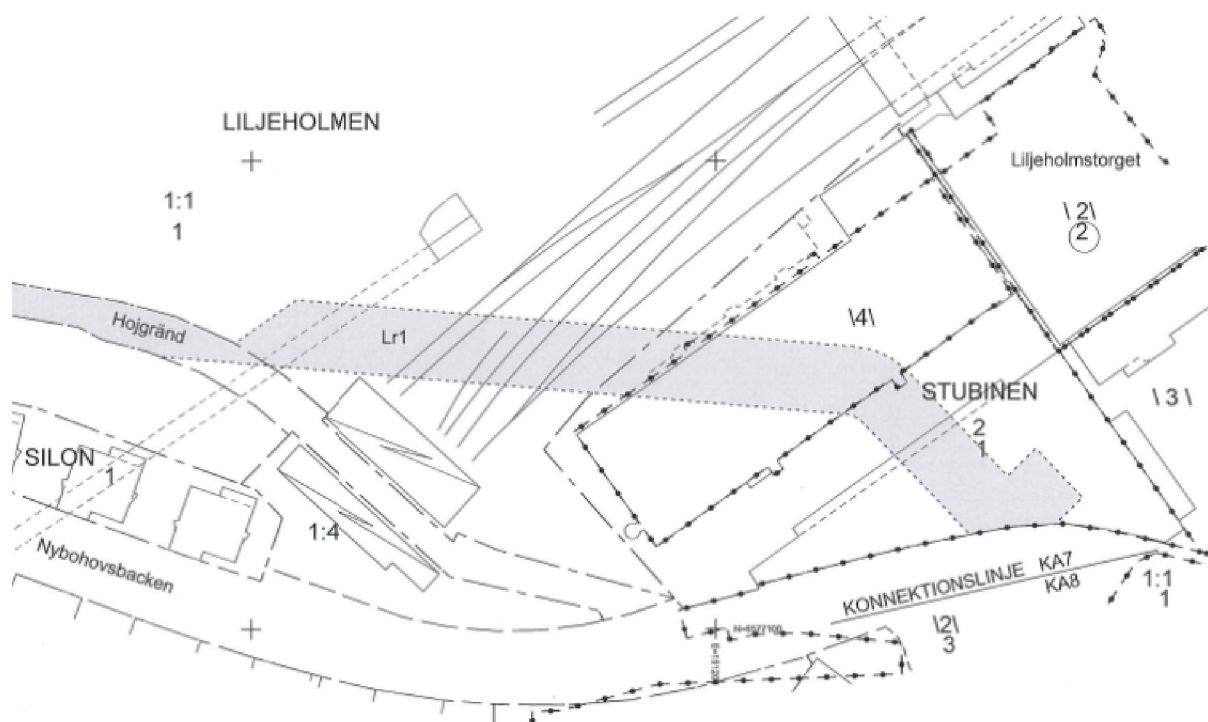 LILJEHOLMEN
1:1
1
Liljeholmstorget
\2\
2
Hojgränd
Lr1
\4\
STUBINEN
2
1
\3\
SILON
1
1:4
Nybohovsbacken
KONNEKTIONSLINJE KA7
KA8
1:1
1
\2\
3
N=6577100